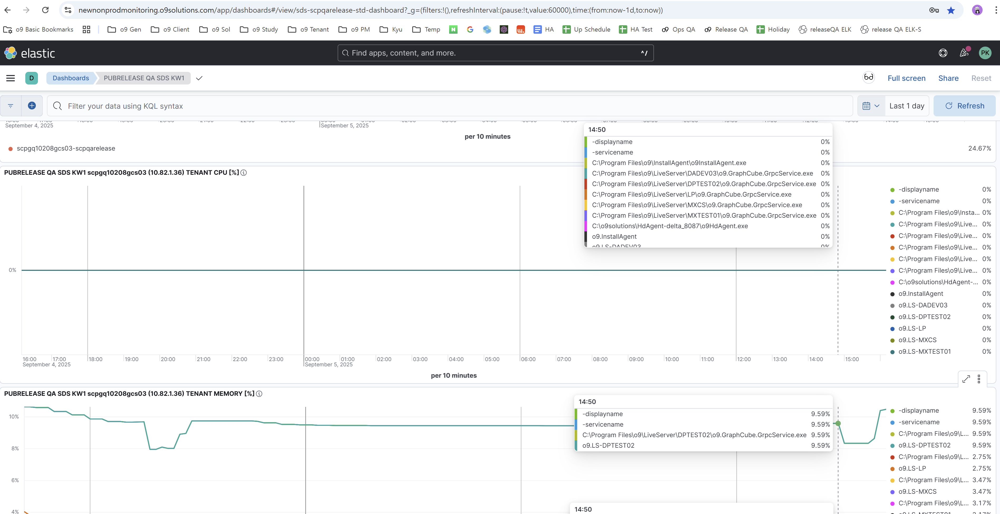 newnonprodmonitoring.o9solutions.com/app/dashboards#/view/sds-scpqarelease-std-dashboard?_g=(filters:!(),refreshInterval:(pause:!t,value:60000),time:(from:now-1d,to:now))
o9 Basic Bookmarks o9 Gen o9 Client o9 Sol o9 Study o9 Tenant o9 PM Kyu Temp N G w. HA Up Schedule HA Test o9 Ops QA o9 Release QA Holiday releaseQA ELK release QA ELK-S
elastic Find apps, content, and more. ^/ PK
D Dashboards PUBRELEASE QA SDS KW1 Full screen Share Reset
Filter your data using KQL syntax Last 1 day Refresh
September 4, 2025 September 5, 2025
per 10 minutes
scpgq10208gcs03-scpqarelease 24.67%
14:50
-displayname 0%
-servicename 0%
C:\Program Files\o9\InstallAgent\o9InstallAgent.exe 0%
C:\Program Files\o9\LiveServer\DADEV03\o9.GraphCube.GrpcService.exe 0%
C:\Program Files\o9\LiveServer\DPTEST02\o9.GraphCube.GrpcService.exe 0%
C:\Program Files\o9\LiveServer\LP\o9.GraphCube.GrpcService.exe 0%
C:\Program Files\o9\LiveServer\MXCS\o9.GraphCube.GrpcService.exe 0%
C:\Program Files\o9\LiveServer\MXTEST01\o9.GraphCube.GrpcService.exe 0%
C:\o9solutions\HdAgent-delta_8087\o9HdAgent.exe 0%
o9.InstallAgent 0%
o9.LS-DADEV03 0%
PUBRELEASE QA SDS KW1 scpgq10208gcs03 (10.82.1.36) TENANT CPU [%]
0%
-displayname 0%
-servicename 0%
C:\Program Files\o9\Insta... 0%
C:\Program Files\o9\Live... 0%
C:\Program Files\o9\Live... 0%
C:\Program Files\o9\Live... 0%
C:\Program Files\o9\Live... 0%
C:\Program Files\o9\Live... 0%
C:\o9solutions\HdAgent-... 0%
o9.InstallAgent 0%
o9.LS-DADEV03 0%
o9.LS-DPTEST02 0%
o9.LS-LP 0%
o9.LS-MXCS 0%
o9.LS-MXTEST01 0%
16:00 17:00 18:00 19:00 20:00 21:00 22:00 23:00 00:00 01:00 02:00 03:00 04:00 05:00 06:00 07:00 08:00 09:00 10:00 11:00 12:00 13:00 14:00 15:00
September 4, 2025 September 5, 2025
per 10 minutes
PUBRELEASE QA SDS KW1 scpgq10208gcs03 (10.82.1.36) TENANT MEMORY [%]
10%
8%
6%
4%
14:50
-displayname 9.59%
-servicename 9.59%
C:\Program Files\o9\LiveServer\DPTEST02\o9.GraphCube.GrpcService.exe 9.59%
o9.LS-DPTEST02 9.59%
-displayname 9.59%
-servicename 9.59%
C:\Program Files\o9\L... 9.59%
o9.LS-DPTEST02 9.59%
C:\Program Files\o9\L... 2.75%
o9.LS-LP 2.75%
C:\Program Files\o9\L... 3.47%
o9.LS-MXCS 3.47%
C:\Program Files\o9\L... 3.17%
14:50